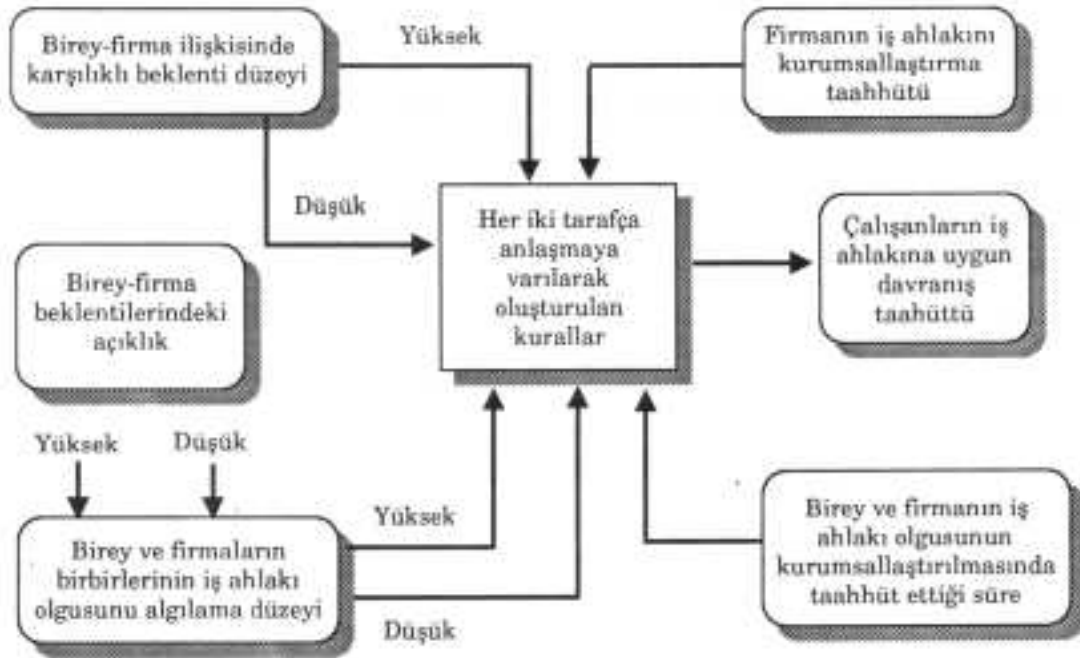 Birey-firma ilişkisinde
karşılıklı beklenti düzeyi
Yüksek
Firmanın iş ahlakını
kurumsallaştırma
taahhütü
Düşük
Her iki tarafça
anlaşmaya
varılarak
oluşturulan
kurallar
Çalışanların iş
ahlakına uygun
davranış
taahüttü
Birey-firma
beklentilerindeki
açıklık
Yüksek
Düşük
Birey ve firmaların
birbirlerinin iş ahlakı
olgusunu algılama düzeyi
Yüksek
Düşük
Birey ve firmanın iş
ahlakı olgusunun
kurumsallaştırılmasında
taahhüt ettiği süre